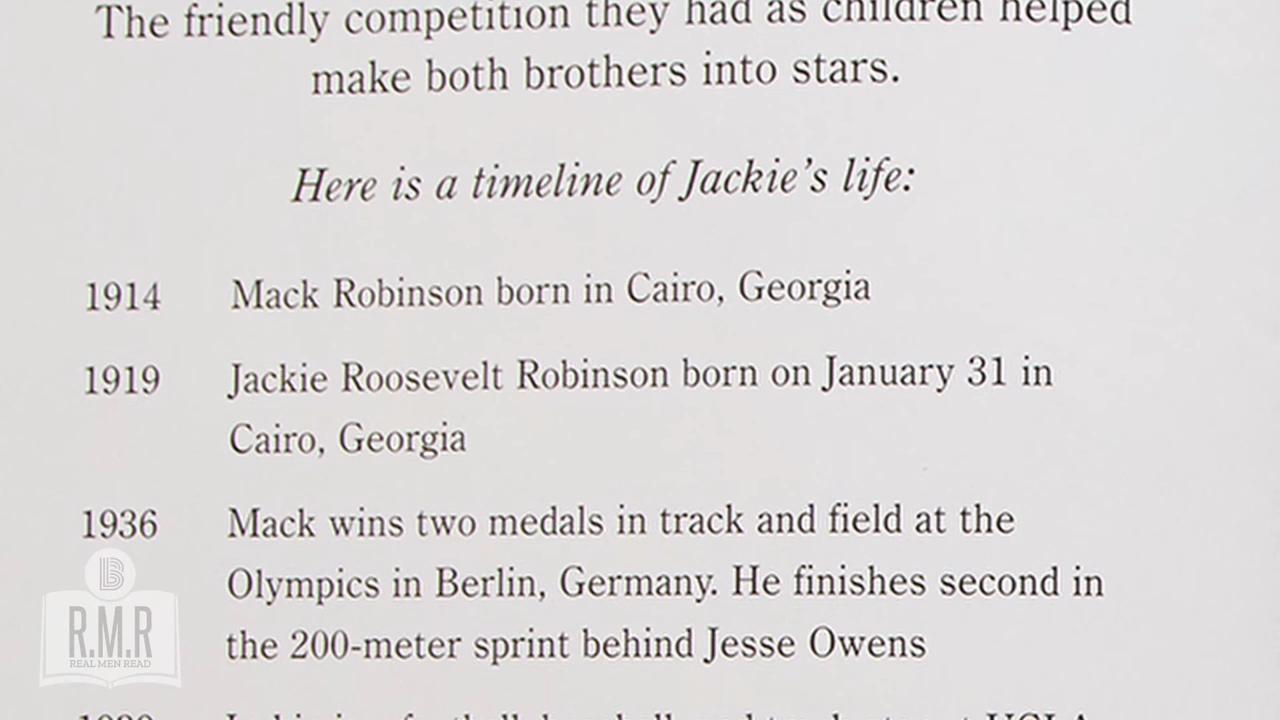 The friendly competition they had as children helped
make both brothers into stars.
Here is a timeline of Jackie's life:
1914 Mack Robinson born in Cairo, Georgia
1919 Jackie Roosevelt Robinson born on January 31 in
Cairo, Georgia
1936 Mack wins two medals in track and field at the
Olympics in Berlin, Germany. He finishes second in
the 200-meter sprint behind Jesse Owens
B
R.M.R
REAL MEN READ